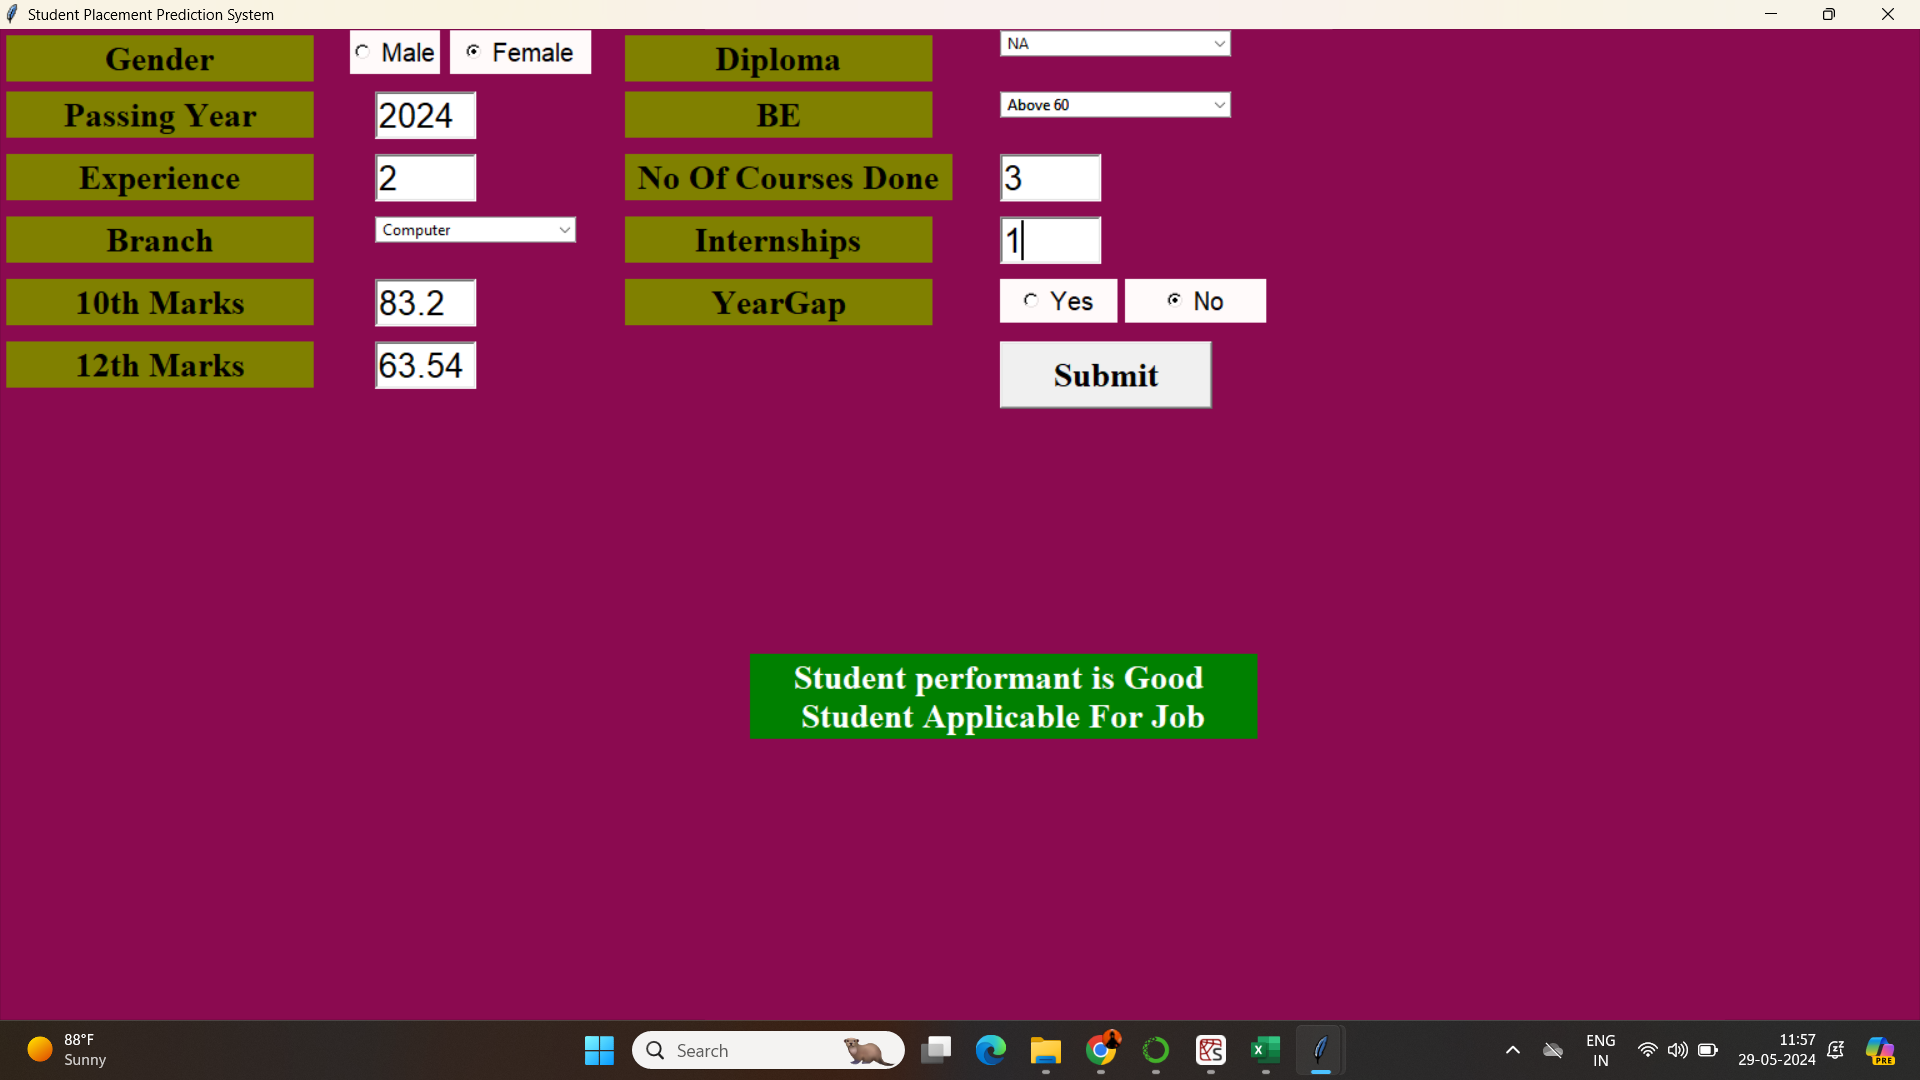 Student Placement Prediction System
Gender
Male
Female
Diploma
NA
Passing Year
2024
BE
Above 60
Experience
2
No Of Courses Done
3
Branch
Computer
Internships
1
10th Marks
83.2
YearGap
Yes
No
12th Marks
63.54
Submit
Student performant is Good
Student Applicable For Job
88°F
Sunny
Search
ENG
IN
11:57
29-05-2024
PRE